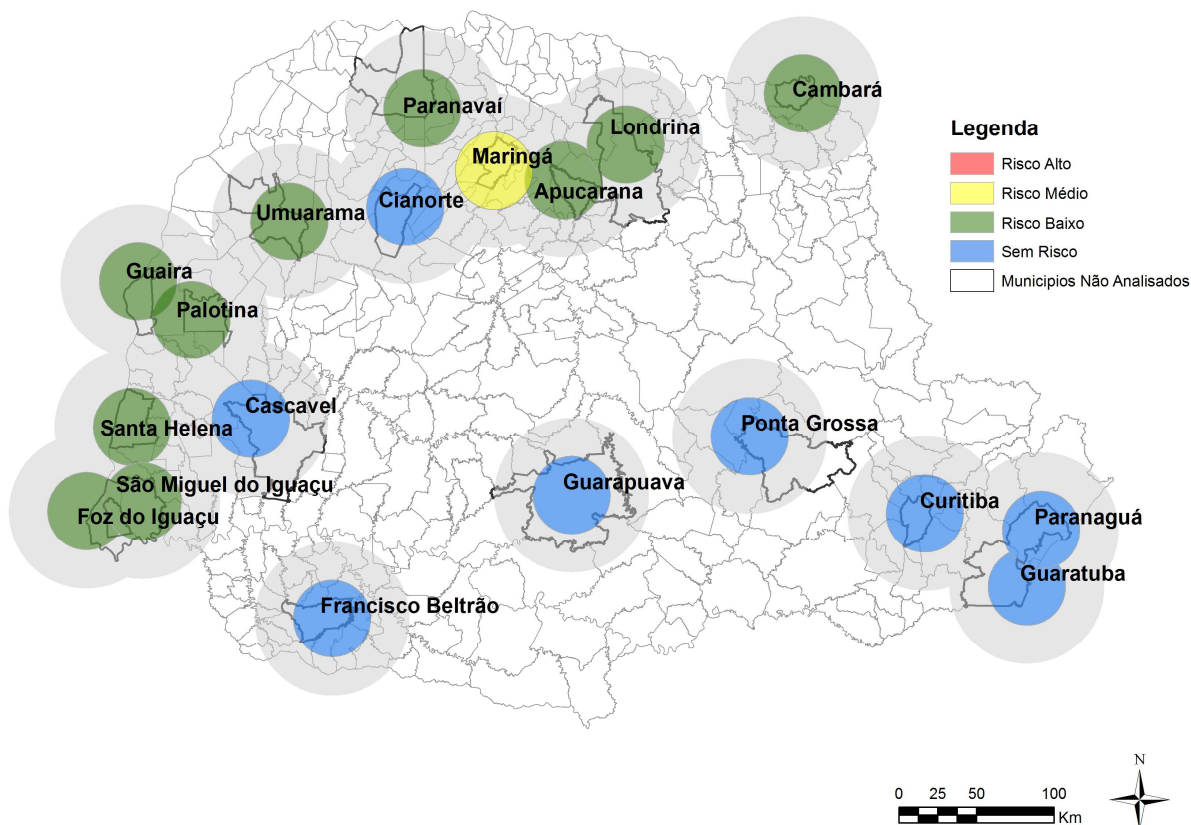 Cambará
Paranavaí
Londrina
Maringá
Apucarana
Cianorte
Umuarama
Guaira
Palotina
Cascavel
Santa Helena
São Miguel do Iguaçu
Foz do Iguaçu
Ponta Grossa
Guarapuava
Curitiba
Paranaguá
Guaratuba
Francisco Beltrão
Legenda
Risco Alto
Risco Médio
Risco Baixo
Sem Risco
Municipios Não Analisados
N
0 25 50 100
Km